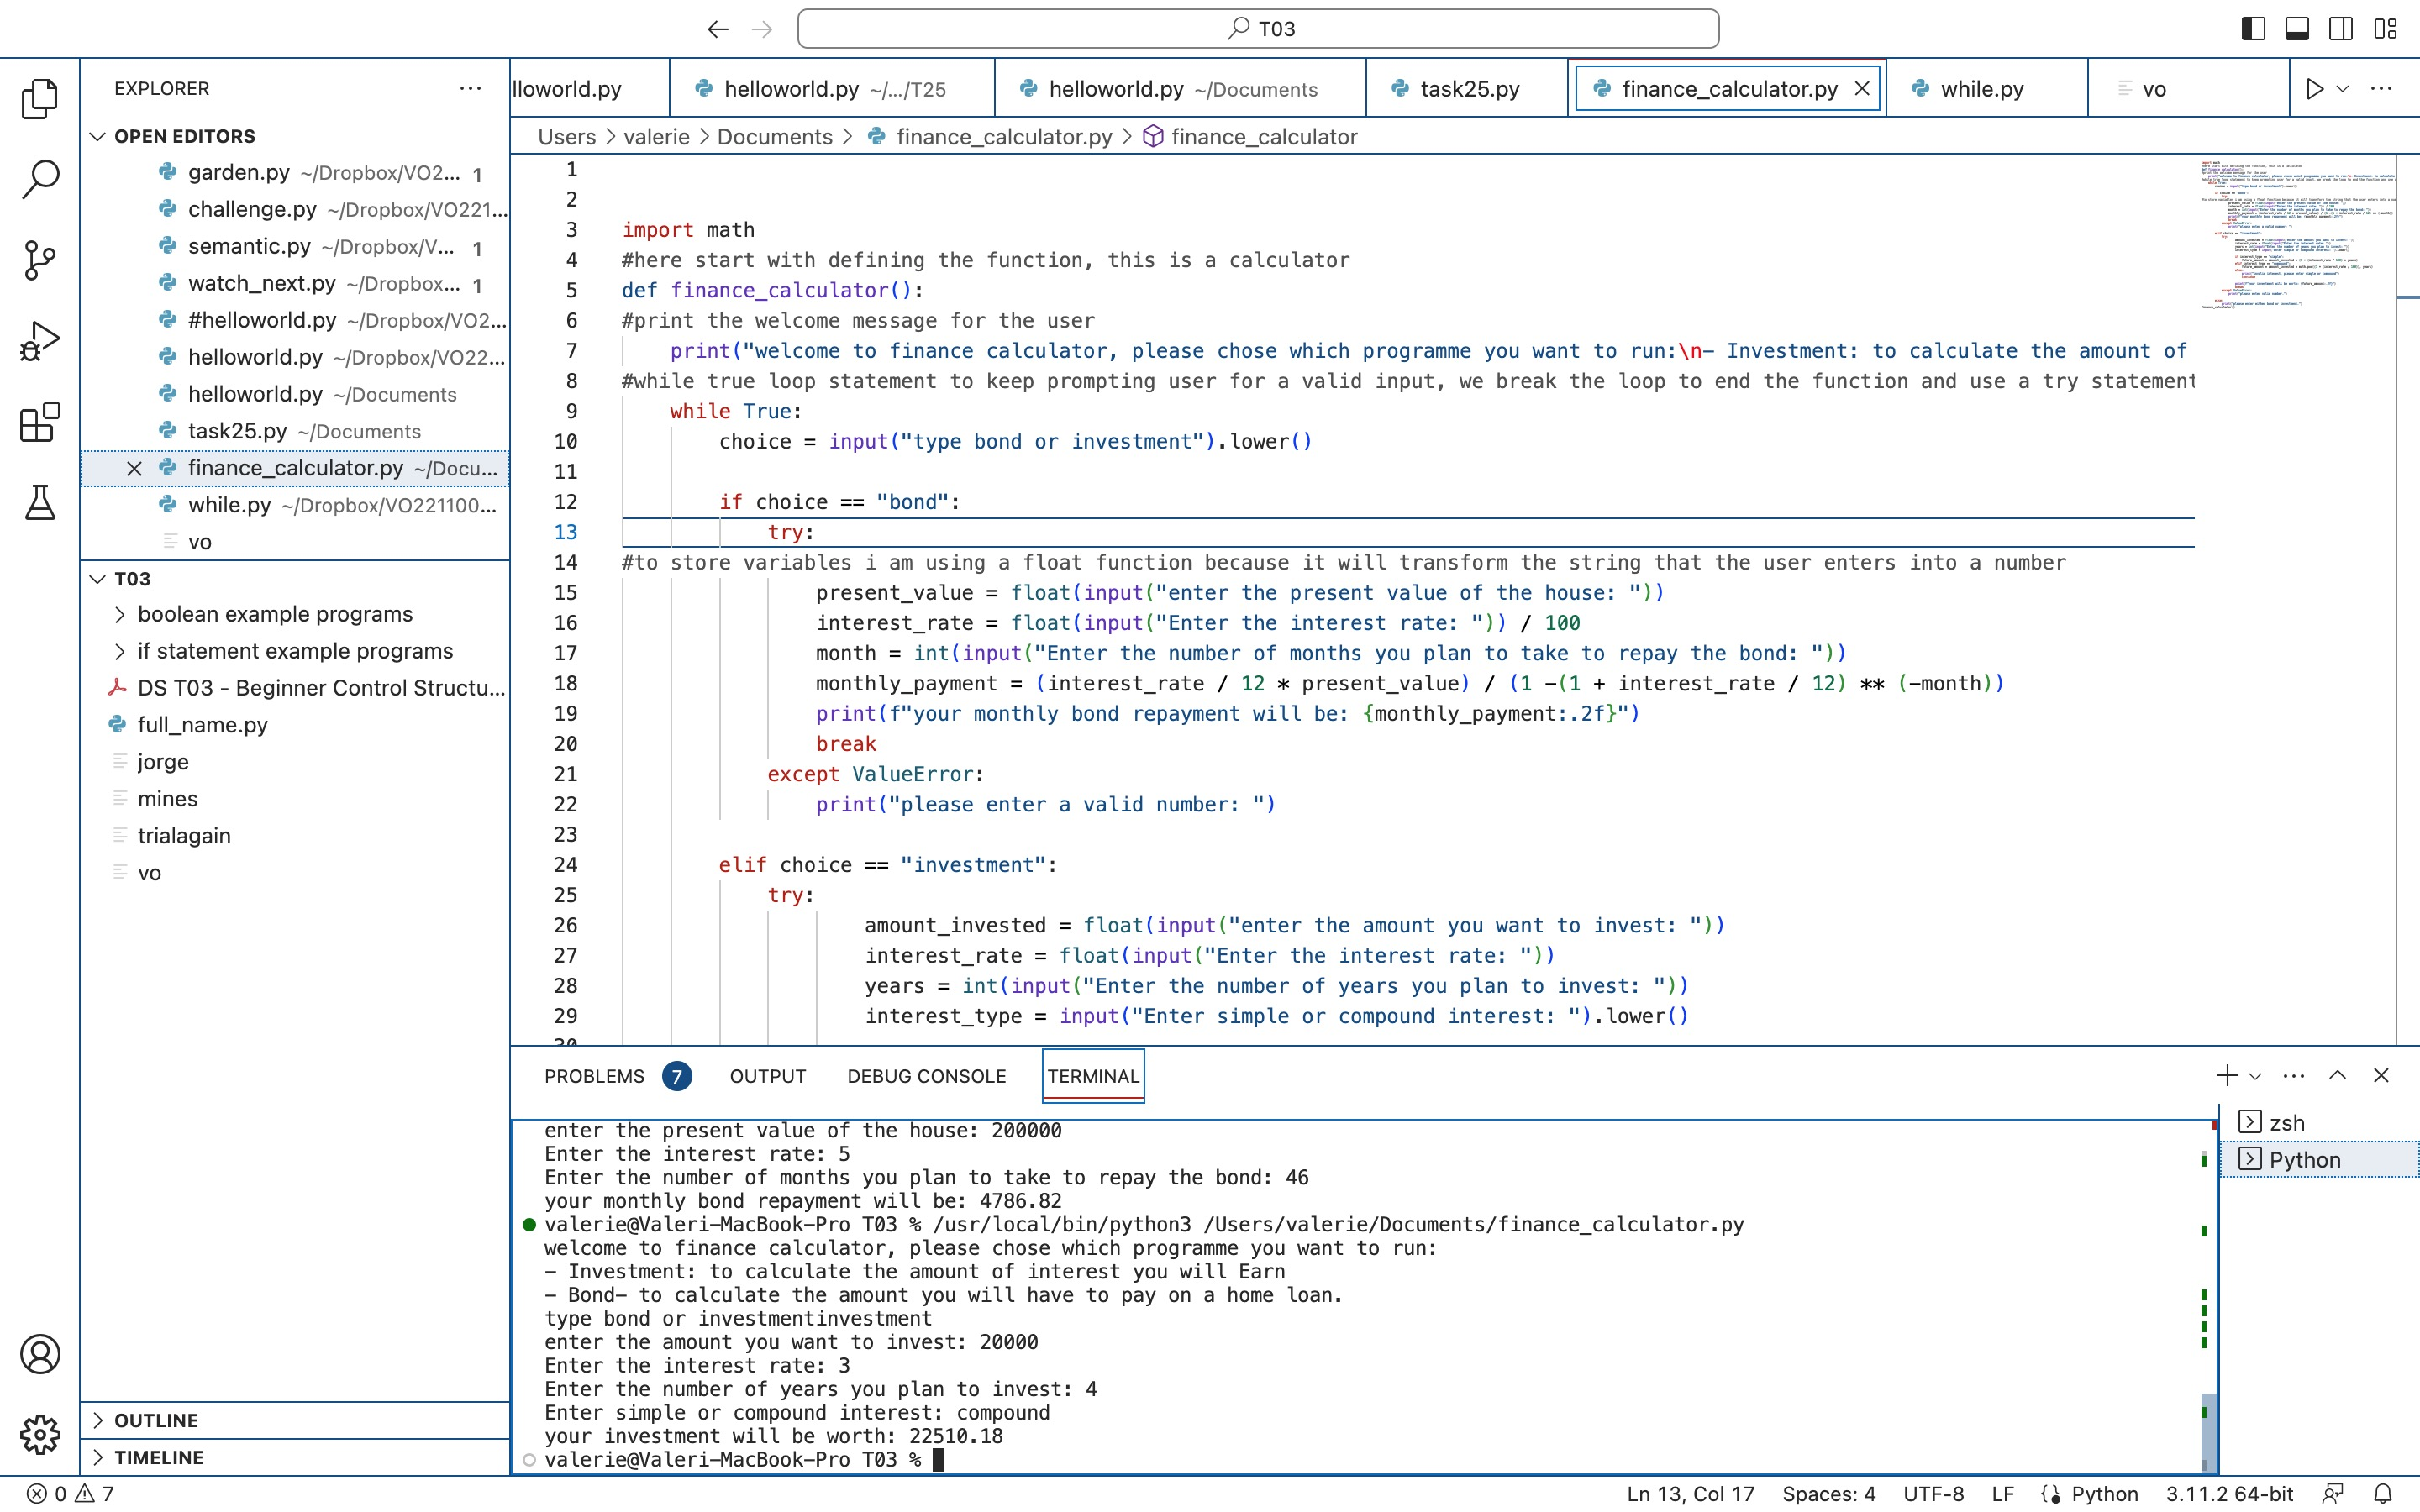 T03
EXPLORER
OPEN EDITORS
garden.py ~/Dropbox/VO2... 1
challenge.py ~/Dropbox/VO221...
semantic.py ~/Dropbox/V... 1
watch_next.py ~/Dropbox... 1
#helloworld.py ~/Dropbox/VO2...
helloworld.py ~/Dropbox/VO22...
helloworld.py ~/Documents
task25.py ~/Documents
finance_calculator.py ~/Docu...
while.py ~/Dropbox/VO221100...
vo
T03
boolean example programs
if statement example programs
DS T03 - Beginner Control Structu...
full_name.py
jorge
mines
trialagain
vo
OUTLINE
TIMELINE
lloworld.py
helloworld.py ~/.../T25
helloworld.py ~/Documents
task25.py
finance_calculator.py
while.py
vo
Users > valerie > Documents > finance_calculator.py > finance_calculator
1
2
3 import math
4 #here start with defining the function, this is a calculator
5 def finance_calculator():
6 #print the welcome message for the user
7 print("welcome to finance calculator, please chose which programme you want to run:\n- Investment: to calculate the amount of
8 #while true loop statement to keep prompting user for a valid input, we break the loop to end the function and use a try statement
9 while True:
10 choice = input("type bond or investment").lower()
11
12 if choice == "bond":
13 try:
14 #to store variables i am using a float function because it will transform the string that the user enters into a number
15 present_value = float(input("enter the present value of the house: "))
16 interest_rate = float(input("Enter the interest rate: ")) / 100
17 month = int(input("Enter the number of months you plan to take to repay the bond: "))
18 monthly_payment = (interest_rate / 12 * present_value) / (1 -(1 + interest_rate / 12) ** (-month))
19 print(f"your monthly bond repayment will be: {monthly_payment:.2f}")
20 break
21 except ValueError:
22 print("please enter a valid number: ")
23
24 elif choice == "investment":
25 try:
26 amount_invested = float(input("enter the amount you want to invest: "))
27 interest_rate = float(input("Enter the interest rate: "))
28 years = int(input("Enter the number of years you plan to invest: "))
29 interest_type = input("Enter simple or compound interest: ").lower()
30
PROBLEMS 7 OUTPUT DEBUG CONSOLE TERMINAL
enter the present value of the house: 200000
Enter the interest rate: 5
Enter the number of months you plan to take to repay the bond: 46
your monthly bond repayment will be: 4786.82
valerie@Valeri-MacBook-Pro T03 % /usr/local/bin/python3 /Users/valerie/Documents/finance_calculator.py
welcome to finance calculator, please chose which programme you want to run:
- Investment: to calculate the amount of interest you will Earn
- Bond- to calculate the amount you will have to pay on a home loan.
type bond or investmentinvestment
enter the amount you want to invest: 20000
Enter the interest rate: 3
Enter the number of years you plan to invest: 4
Enter simple or compound interest: compound
your investment will be worth: 22510.18
valerie@Valeri-MacBook-Pro T03 %
zsh
Python
0 7
Ln 13, Col 17 Spaces: 4 UTF-8 LF Python 3.11.2 64-bit